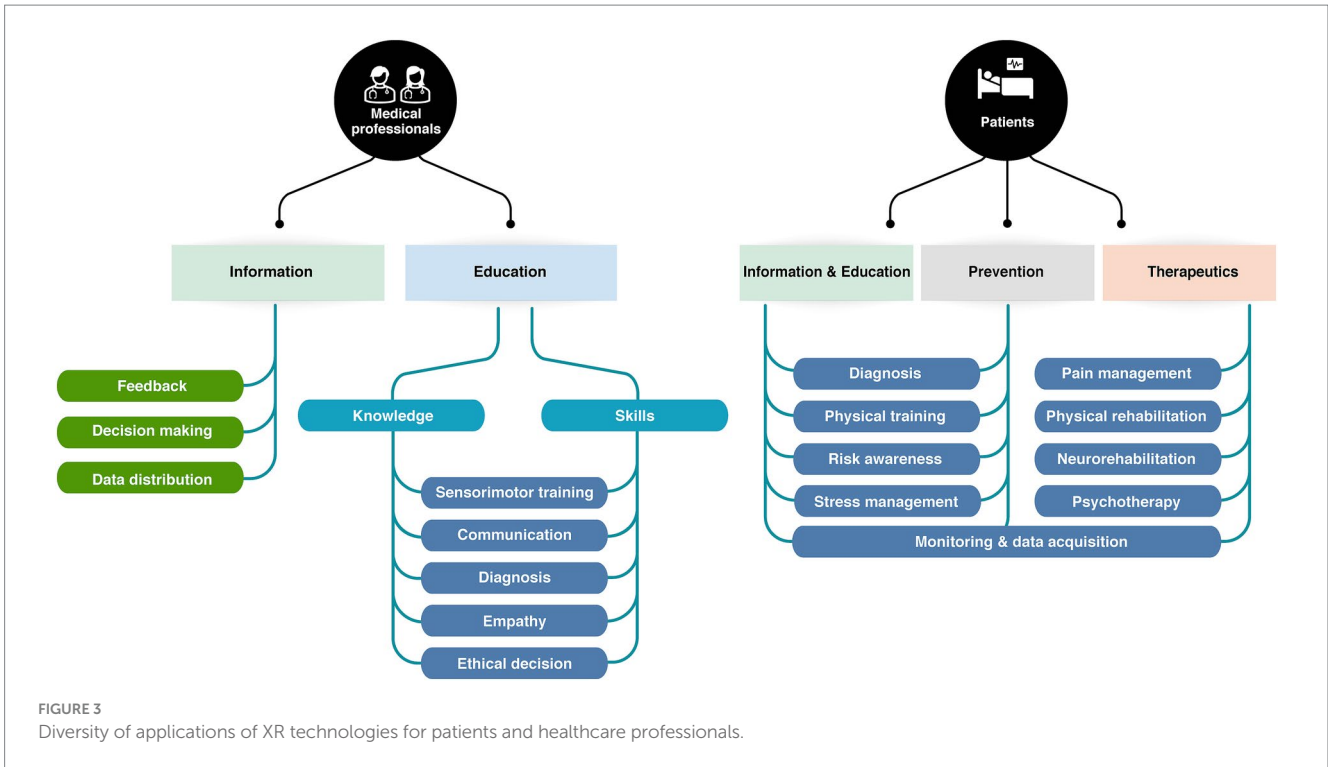 Medical
professionals
Patients
Information
Education
Information & Education
Prevention
Therapeutics
Feedback
Decision making
Data distribution
Knowledge
Skills
Sensorimotor training
Communication
Diagnosis
Empathy
Ethical decision
Diagnosis
Physical training
Risk awareness
Stress management
Pain management
Physical rehabilitation
Neurorehabilitation
Psychotherapy
Monitoring & data acquisition
FIGURE 3
Diversity of applications of XR technologies for patients and healthcare professionals.